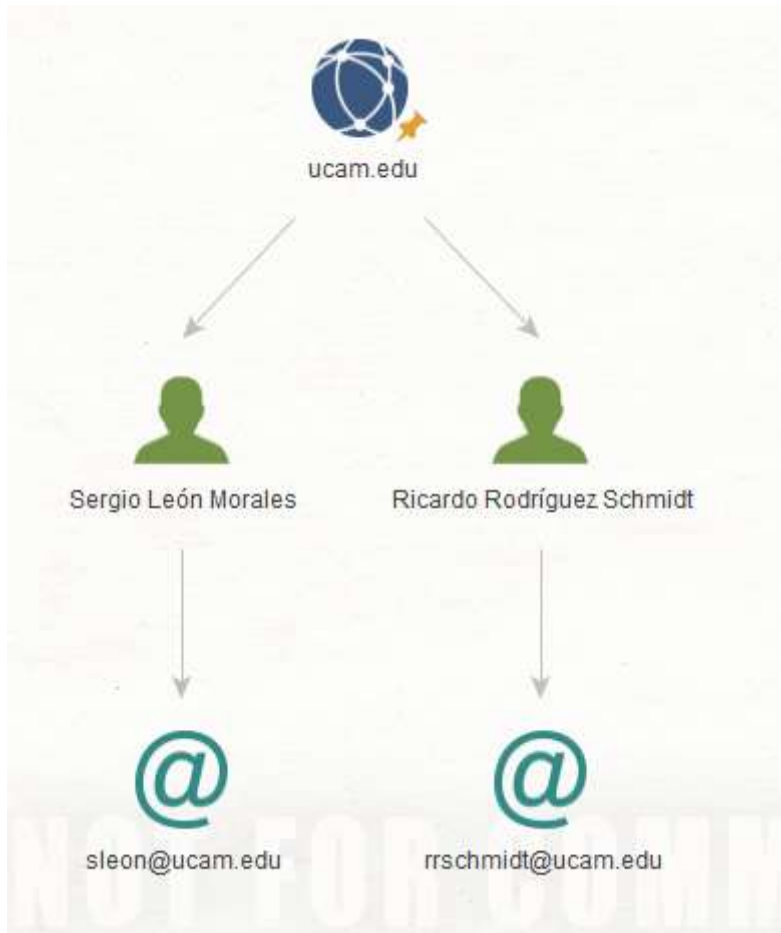 ucam.edu
Sergio León Morales
Ricardo Rodríguez Schmidt
@
@
sleon@ucam.edu
rrschmidt@ucam.edu
NOT FOR COMM